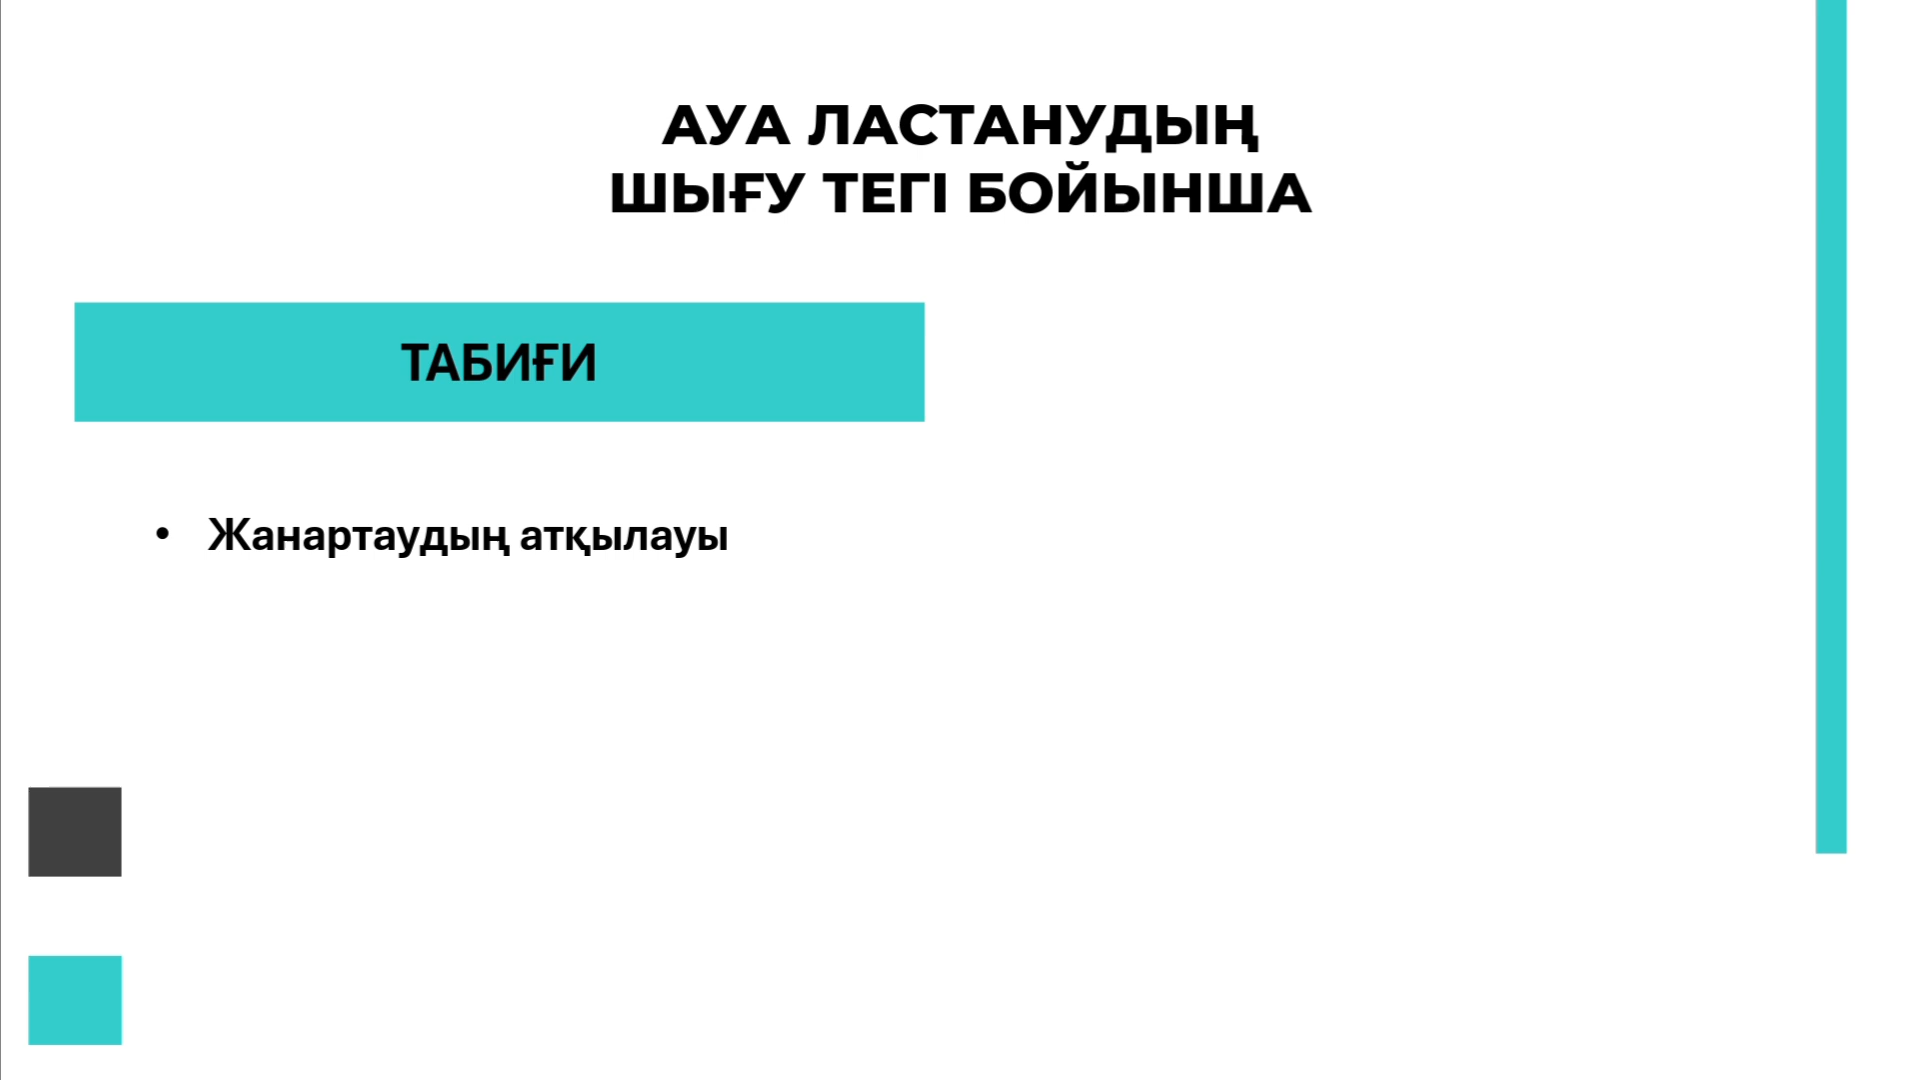 АУА ЛАСТАНУДЫҢ
ШЫҒУ ТЕГІ БОЙЫНША
ТАБИҒИ
• Жанартаудың атқылауы